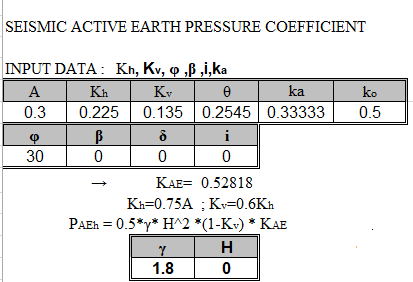 SEISMIC ACTIVE EARTH PRESSURE COEFFICIENT
INPUT DATA : Kh, Kv, φ ,β ,i,ka
A Kh Kv θ ka ko
0.3 0.225 0.135 0.2545 0.33333 0.5
φ β δ i
30 0 0 0
→ KAE= 0.52818
Kh=0.75A ; Kv=0.6Kh
PAEh = 0.5*γ* H^2 *(1-Kv) * KAE
γ H
1.8 0